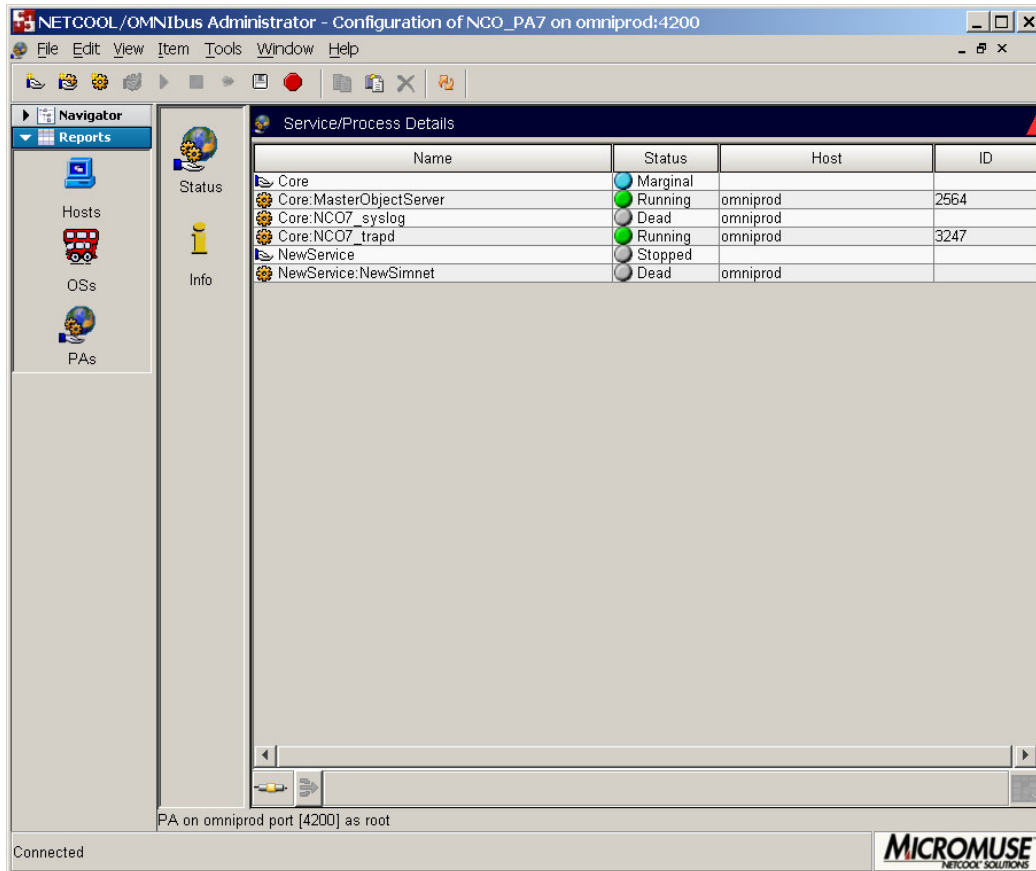 NETCOOL/OMNIbus Administrator - Configuration of NCO_PA7 on omniprod:4200
File Edit View Item Tools Window Help
Navigator
Reports
Hosts
OSs
PAs
Status
Info
Service/Process Details
Name Status Host ID
Core Marginal
Core:MasterObjectServer Running omniprod 2564
Core:NCO7_syslog Dead omniprod
Core:NCO7_trapd Running omniprod 3247
NewService Stopped
NewService:NewSimnet Dead omniprod
PA on omniprod port [4200] as root
Connected
MICROMUSE
NETCOOL® SOLUTIONS